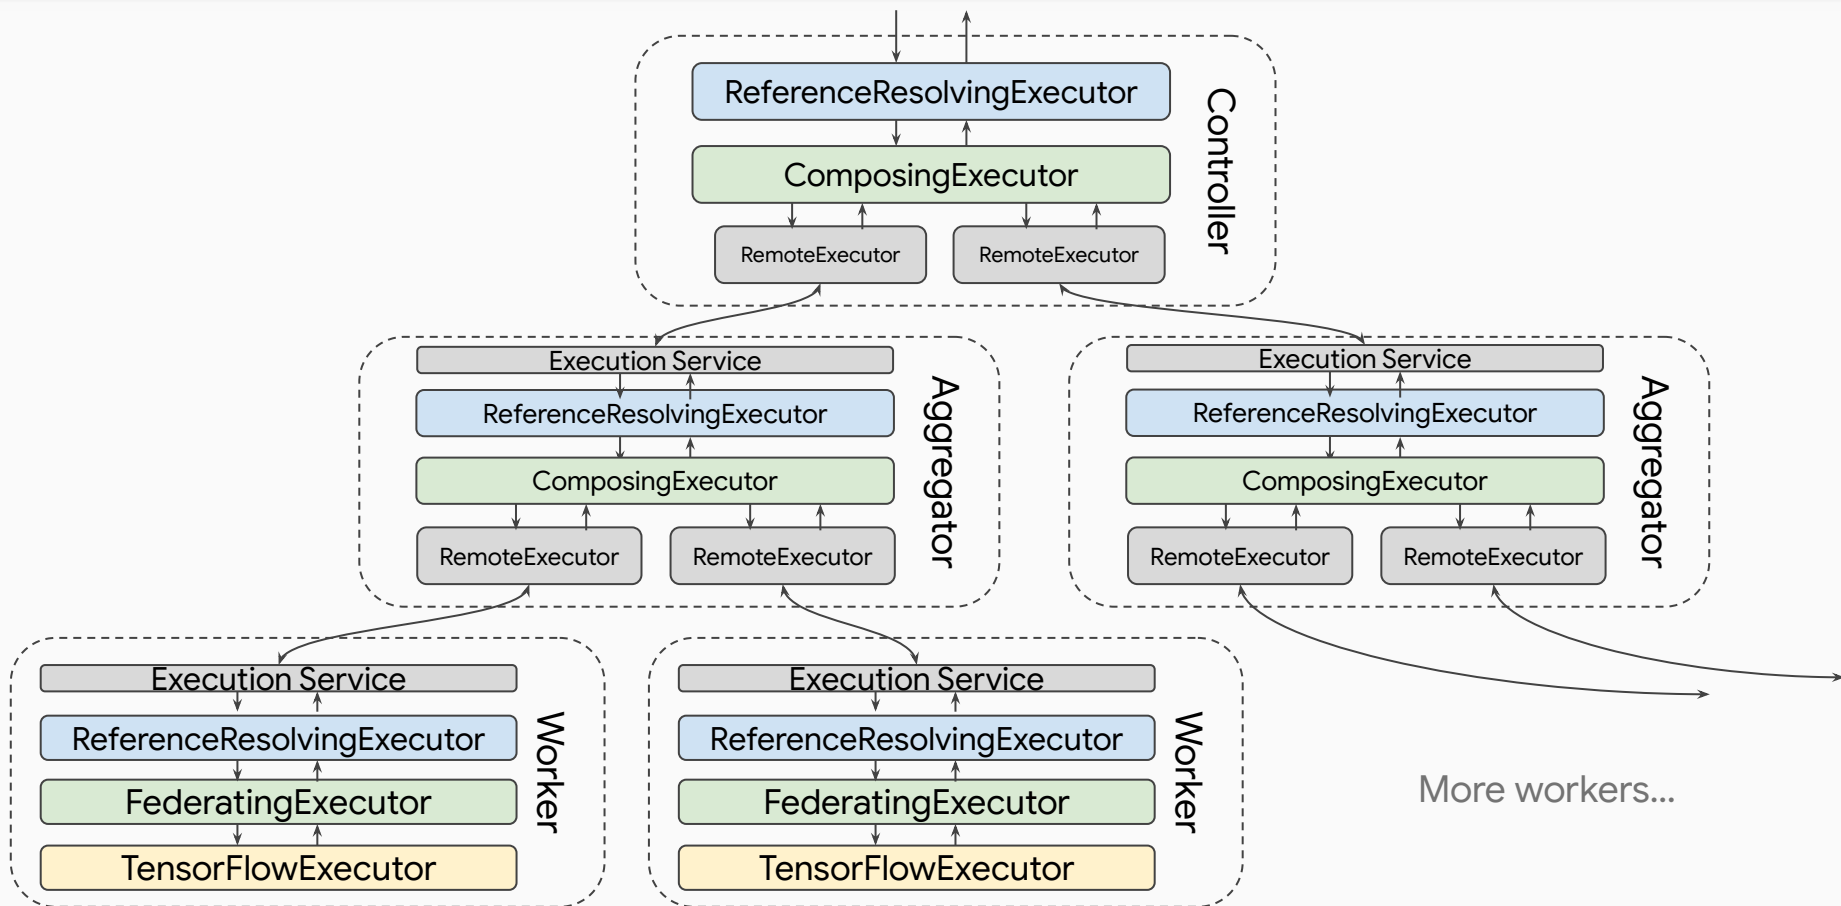 ReferenceResolvingExecutor
ComposingExecutor
RemoteExecutor
RemoteExecutor
Controller
Execution Service
ReferenceResolvingExecutor
ComposingExecutor
RemoteExecutor
RemoteExecutor
Aggregator
Execution Service
ReferenceResolvingExecutor
ComposingExecutor
RemoteExecutor
RemoteExecutor
Aggregator
Execution Service
ReferenceResolvingExecutor
FederatingExecutor
TensorFlowExecutor
Worker
Execution Service
ReferenceResolvingExecutor
FederatingExecutor
TensorFlowExecutor
Worker
More workers...